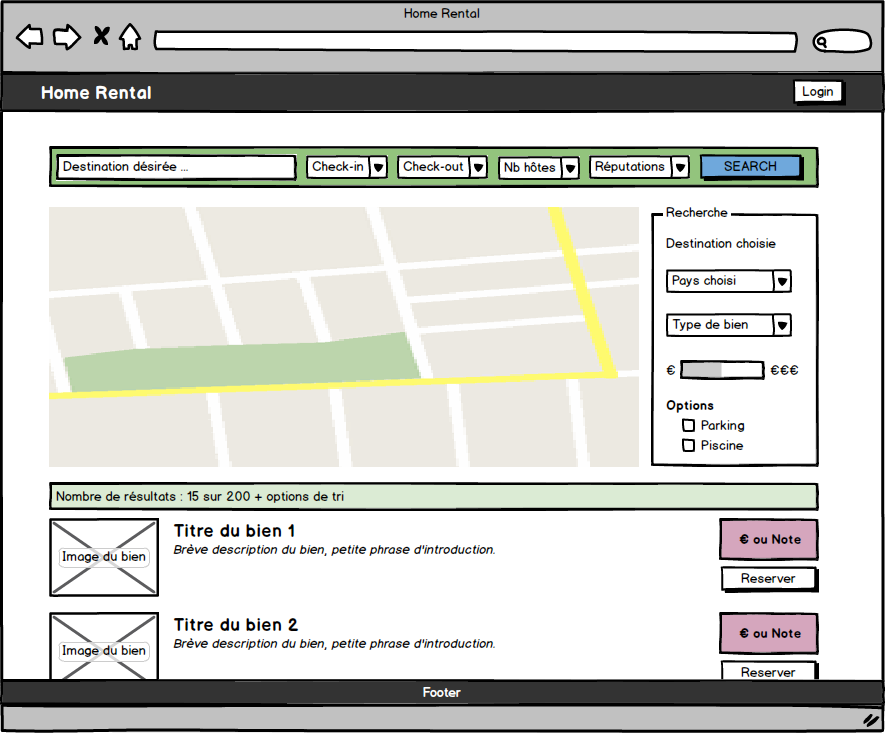 Home Rental
Home Rental
Login
Destination désirée ...
Check-in
Check-out
Nb hôtes
Réputations
SEARCH
Recherche
Destination choisie
Pays choisi
Type de bien
€ €€€
Options
Parking
Piscine
Nombre de résultats : 15 sur 200 + options de tri
Image du bien
Titre du bien 1
Brève description du bien, petite phrase d'introduction.
€ ou Note
Reserver
Image du bien
Titre du bien 2
Brève description du bien, petite phrase d'introduction.
€ ou Note
Reserver
Footer